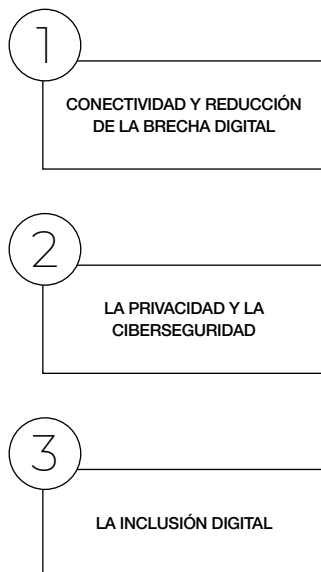 1
CONECTIVIDAD Y REDUCCIÓN
DE LA BRECHA DIGITAL
2
LA PRIVACIDAD Y LA
CIBERSEGURIDAD
3
LA INCLUSIÓN DIGITAL